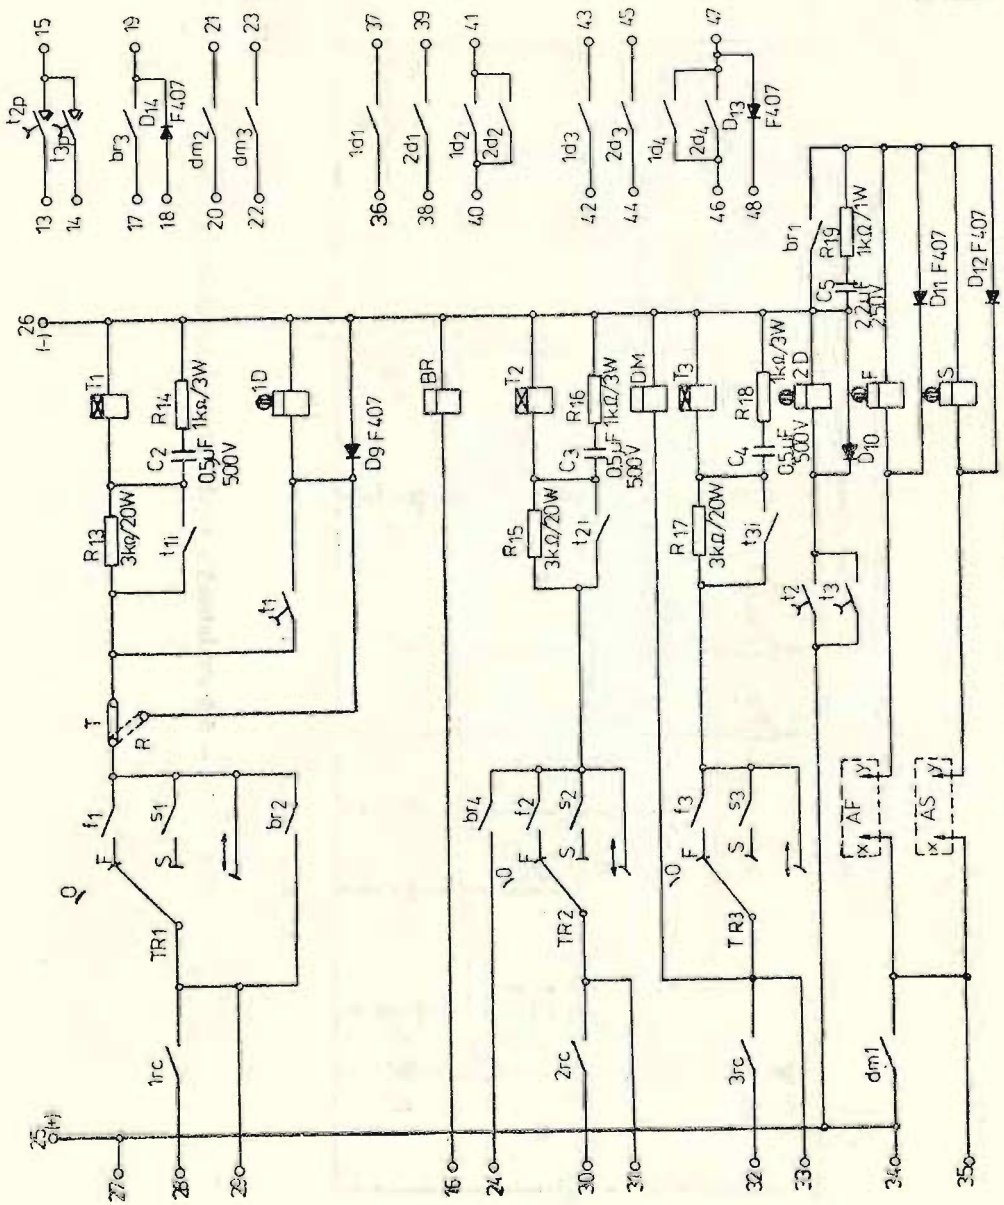 t2p
13 15
t3p
14
br3
17 19
D14
18 F407
dm2
20 21
dm3
22 23
1d1
36 37
2d1
38 39
1d2
40 41
2d2
1d3
42 43
2d3
44 45
1d4
2d4
46 47
D13
48 F407
25 (+)
26 (-)
27
1rc
28
29
TR1
O
F
S
f1
s1
br2
T
R
R13
3kΩ/20W
t1i
T1
C2
0,5µF
500V
R14
1kΩ/3W
t1
1D
D9 F407
16
BR
24
br4
2rc
30
31
TR2
O
F
S
f2
s2
R15
3kΩ/20W
t2i
T2
C3
0,5µF
500V
R16
1kΩ/3W
DM
3rc
32
33
TR3
O
F
S
f3
s3
R17
3kΩ/20W
t3i
T3
C4
0,5µF
500V
R18
1kΩ/3W
t2
t3
2D
D10
br1
C5
2,2µF
250V
R19
1kΩ/1W
dm1
34
35
x AF y
x AS y
F
D11 F407
S
D12 F407